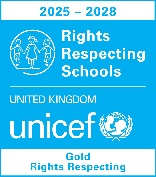 2025 – 2028
Rights
Respecting
Schools
UNITED KINGDOM
unicef
Gold
Rights Respecting